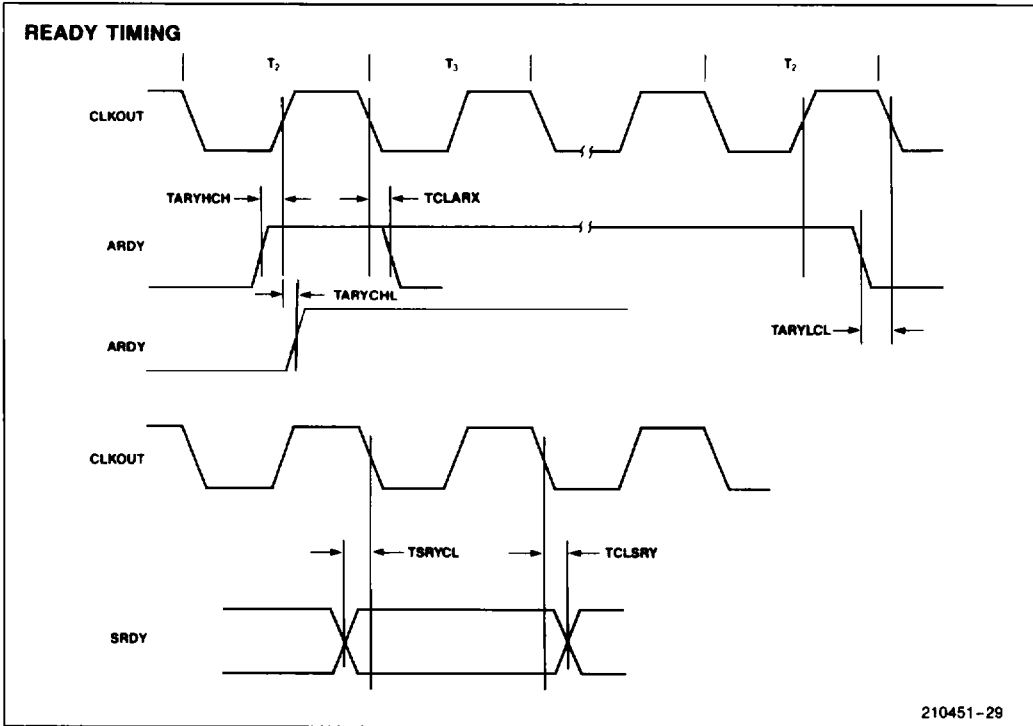 READY TIMING
T₂ T₃ T₂
CLKOUT
TARYHCH TCLARX
ARDY
TARYCHL
ARDY
TARYLCL
CLKOUT
TSRYCL TCLSRY
SRDY
210451-29